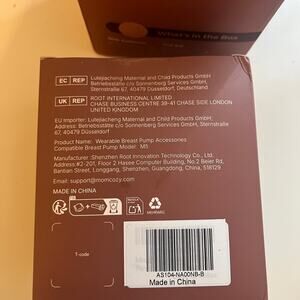 What's in the Box
EC REP
Lutejiacheng Maternal and Child Products GmbH
Betriebsstätte c/o Sonnenberg Services GmbH,
Sternstraße 67, 40479 Düsseldorf, Deutschland
UK REP
ROOT INTERNATIONAL LIMITED
CHASE BUSINESS CENTRE 39-41 CHASE SIDE LONDON
UNITED KINGDOM
EU Importer: Lutejiacheng Maternal and Child Products GmbH
Address: Betriebsstätte c/o Sonnenberg Services GmbH, Sternstraße
67, 40479 Düsseldorf
Product Name: Wearable Breast Pump Accessories
Compatible Breast Pump Model: M5
Manufacturer: Shenzhen Root Innovation Technology Co., Ltd.
Address: #2-201, Floor 2 Hasee Computer Building, No.2 Beier Rd,
Bantian Street, Longgang, Shenzhen, Guangdong, China, 518129
Email: support@momcozy.com
MADE IN CHINA
T-code
AS104-NA00NB-B
Made in China